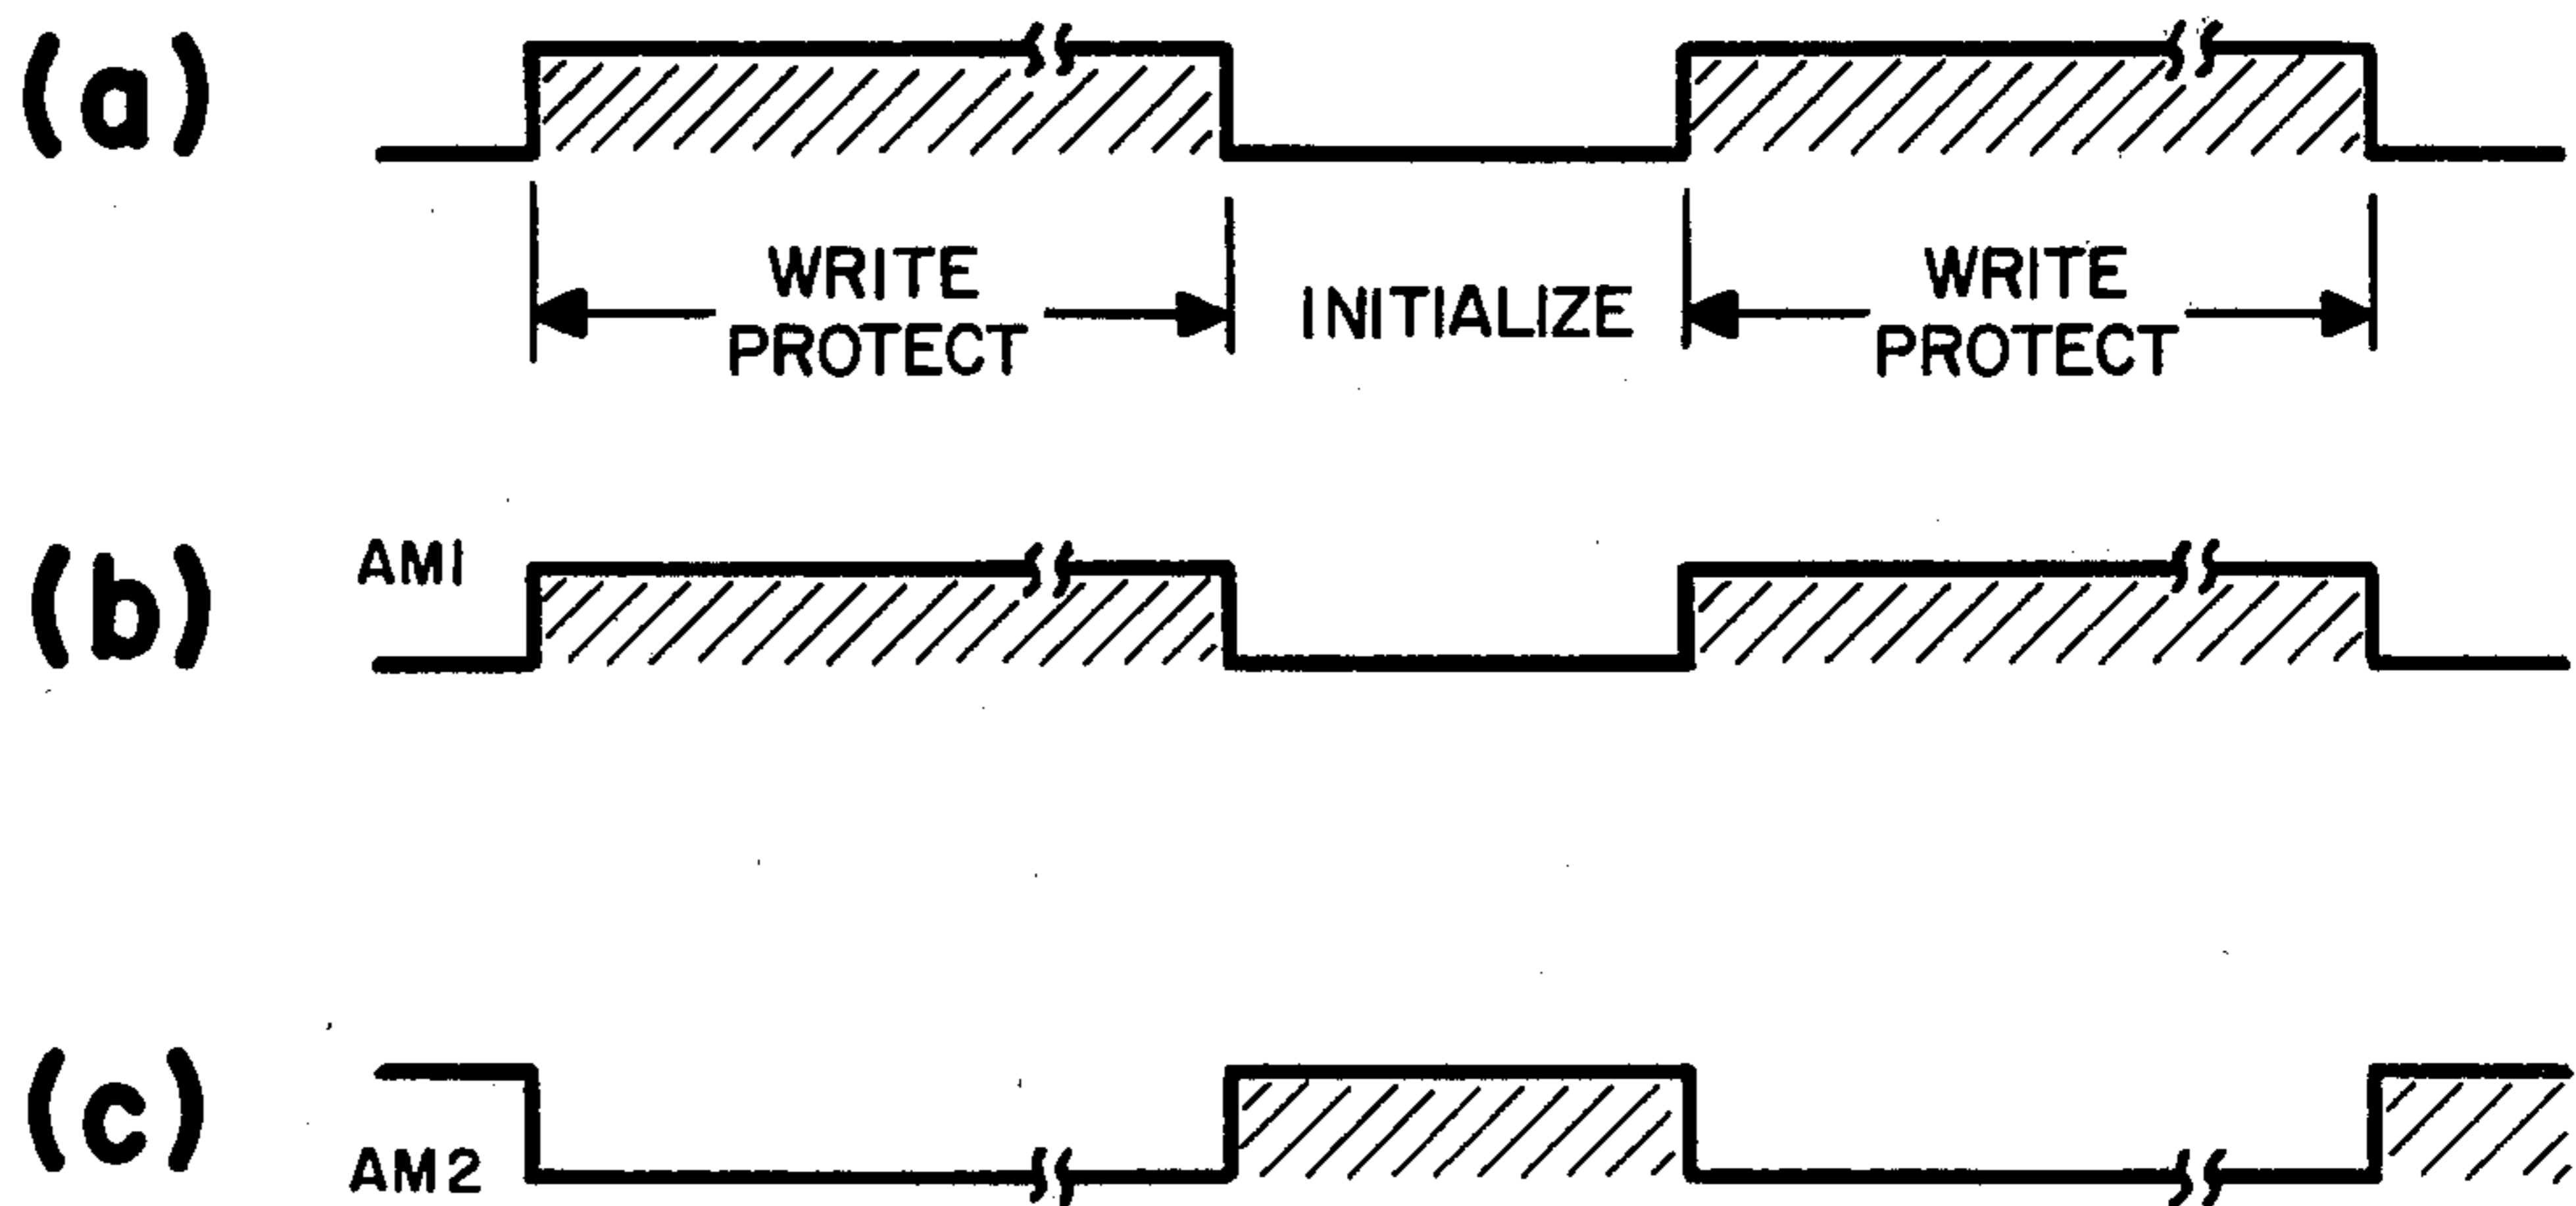 (a)
WRITE
PROTECT
INITIALIZE
WRITE
PROTECT
(b)
AM1
(c)
AM2